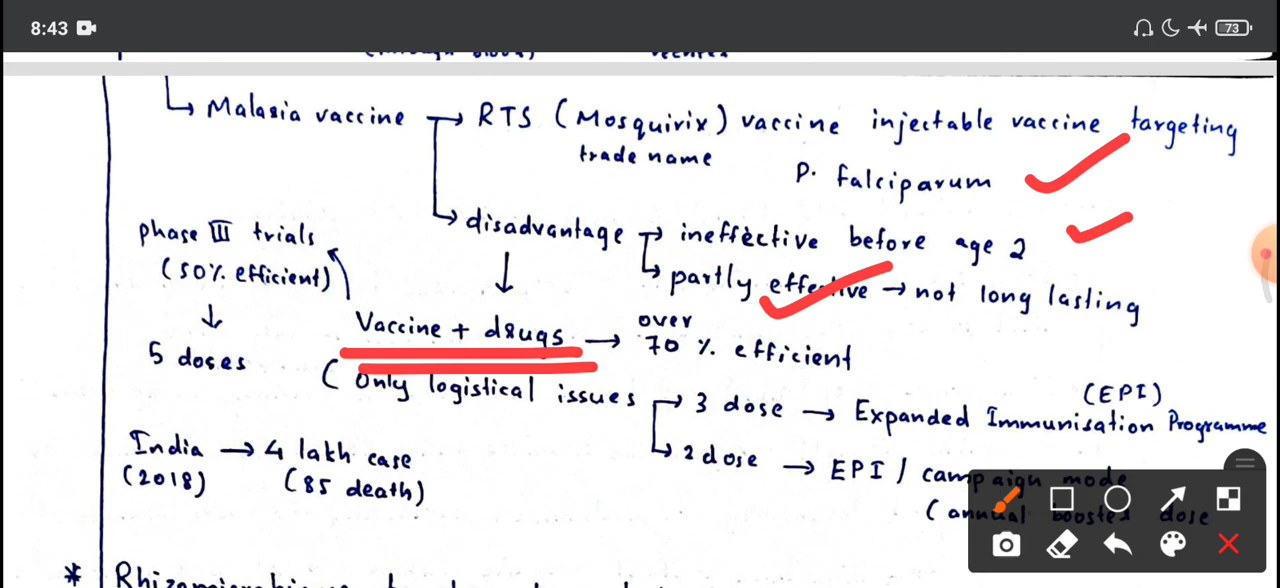 8:43
73
Malaria vaccine → RTS (Mosquirix) vaccine injectable vaccine targeting
trade name
P. falciparum
disadvantage → ineffective before age 2
partly effective → not long lasting
phase III trials
(50% efficient)
↓
5 doses
Vaccine + drugs → over 70 % efficient
(Only logistical issues
3 dose → Expanded Immunisation Programme
(EPI)
2 dose → EPI / campaign mode
(annual booster dose
India → 4 lakh case
(2018) (85 death)
*